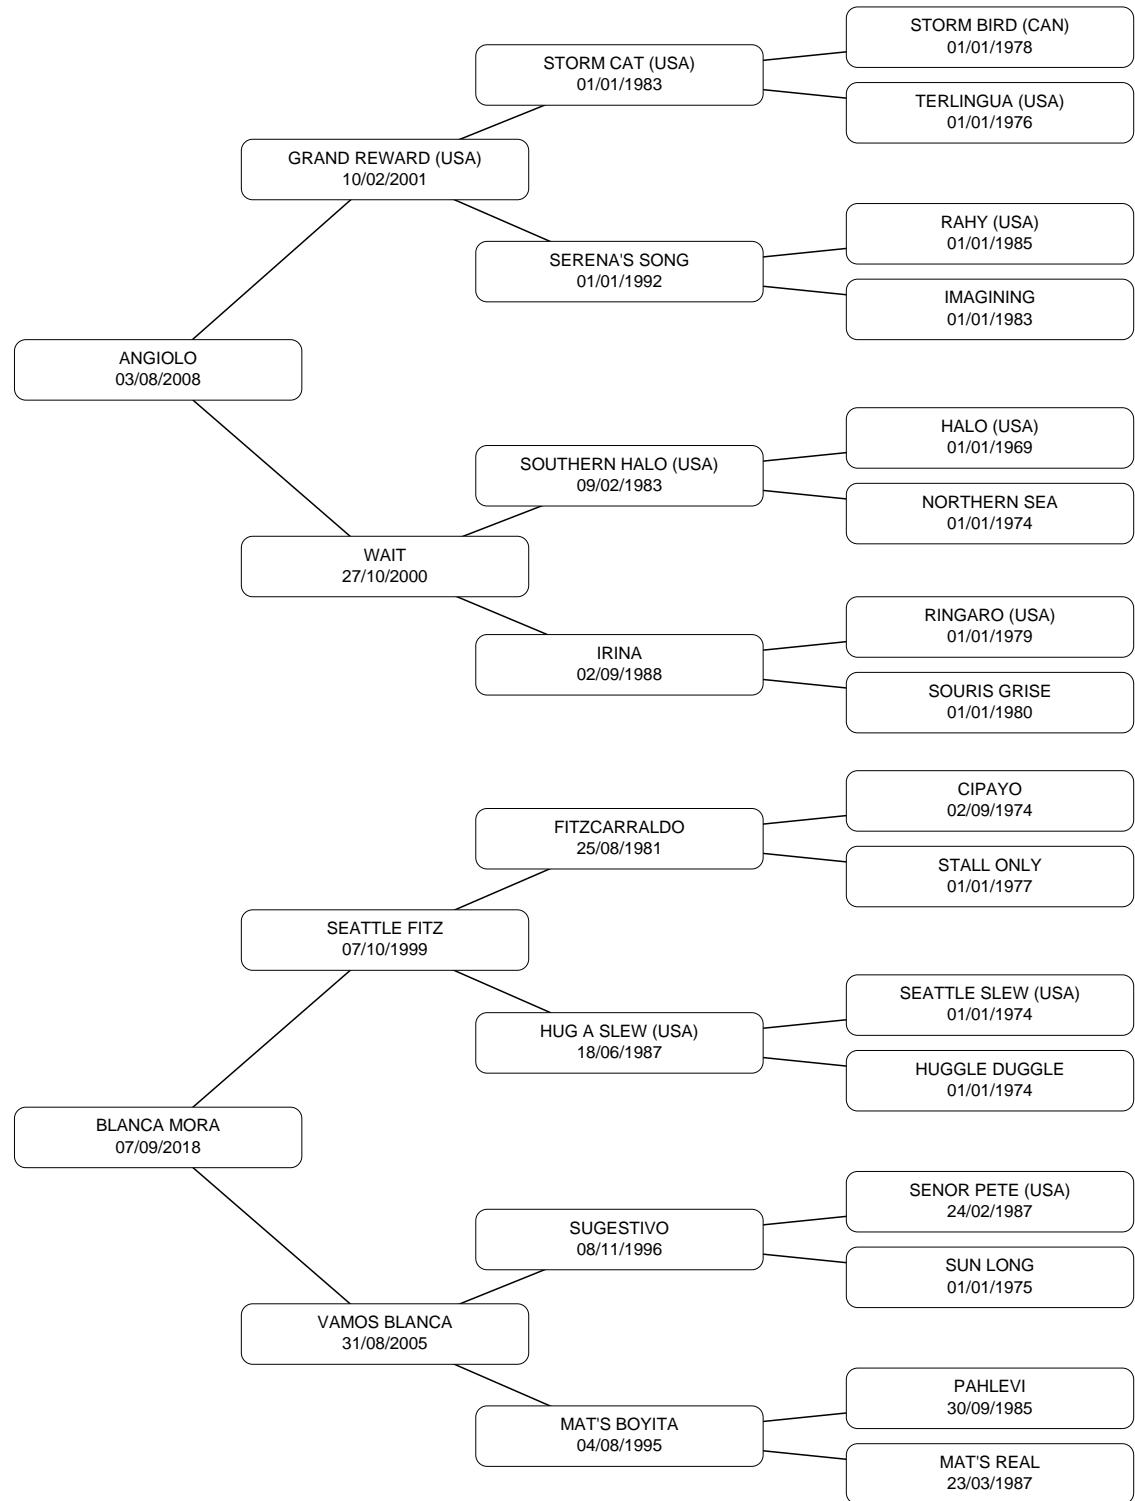 STORM BIRD (CAN)
01/01/1978
STORM CAT (USA)
01/01/1983
TERLINGUA (USA)
01/01/1976
GRAND REWARD (USA)
10/02/2001
RAHY (USA)
01/01/1985
SERENA'S SONG
01/01/1992
IMAGINING
01/01/1983
ANGIOLO
03/08/2008
HALO (USA)
01/01/1969
SOUTHERN HALO (USA)
09/02/1983
NORTHERN SEA
01/01/1974
WAIT
27/10/2000
RINGARO (USA)
01/01/1979
IRINA
02/09/1988
SOURIS GRISE
01/01/1980
CIPAYO
02/09/1974
FITZCARRALDO
25/08/1981
STALL ONLY
01/01/1977
SEATTLE FITZ
07/10/1999
SEATTLE SLEW (USA)
01/01/1974
HUG A SLEW (USA)
18/06/1987
HUGGLE DUGGLE
01/01/1974
BLANCA MORA
07/09/2018
SENOR PETE (USA)
24/02/1987
SUGESTIVO
08/11/1996
SUN LONG
01/01/1975
VAMOS BLANCA
31/08/2005
PAHLEVI
30/09/1985
MAT'S BOYITA
04/08/1995
MAT'S REAL
23/03/1987